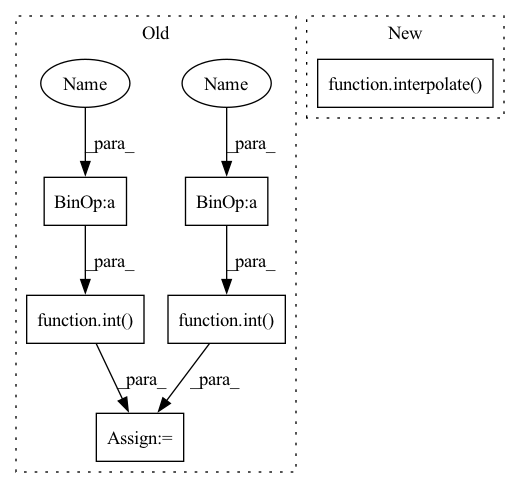 Old
New
Name
Name
function.interpolate()
_para_
_para_
BinOp:a
BinOp:a
_para_
_para_
function.int()
function.int()
_para_
_para_
Assign:=